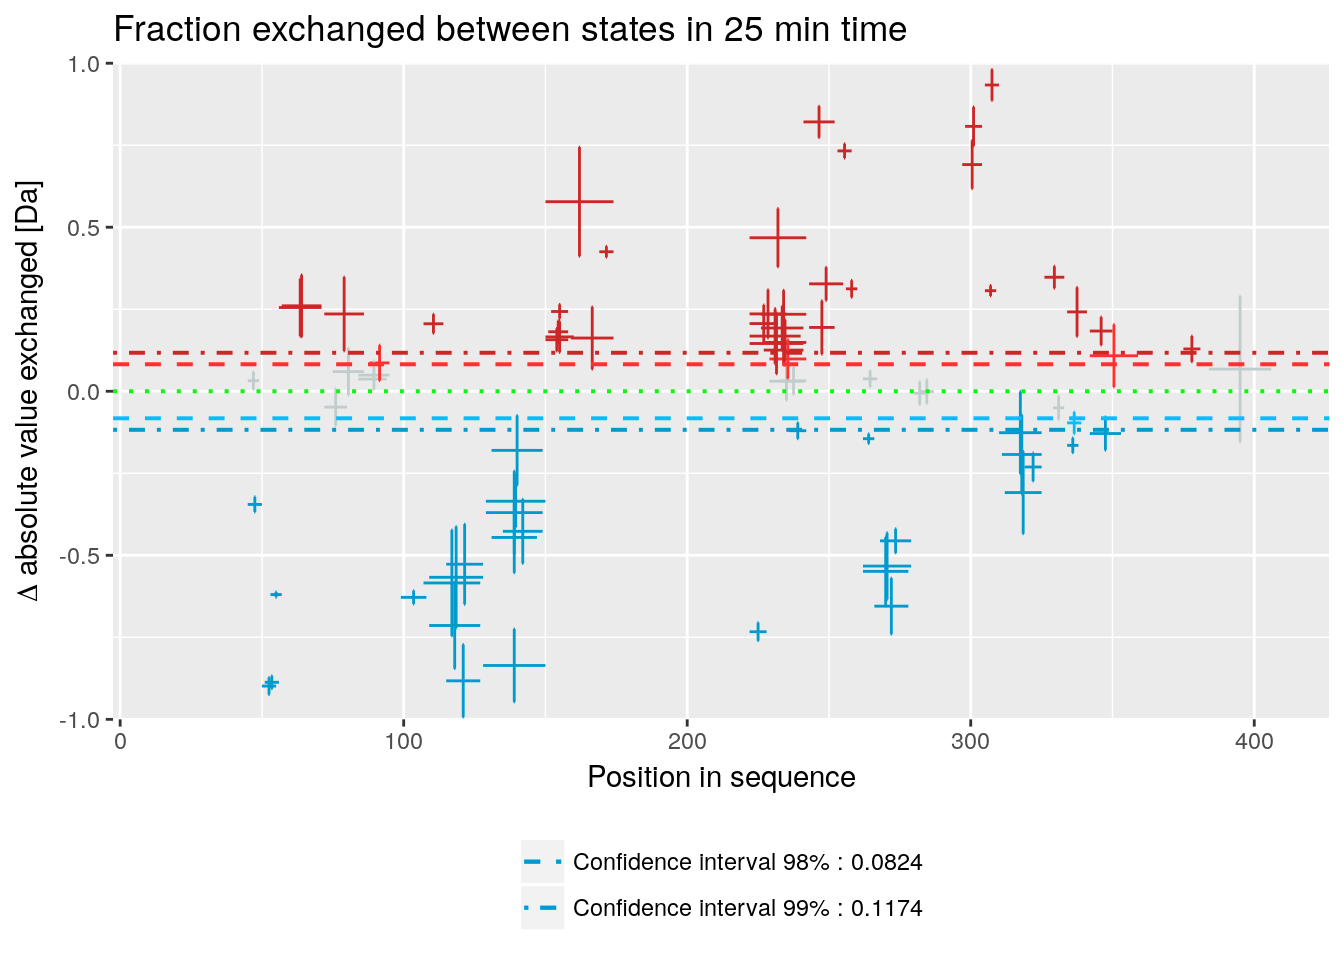 Fraction exchanged between states in 25 min time
Δ absolute value exchanged [Da]
1.0
0.5
0.0
-0.5
-1.0
0 100 200 300 400
Position in sequence
Confidence interval 98% : 0.0824
Confidence interval 99% : 0.1174